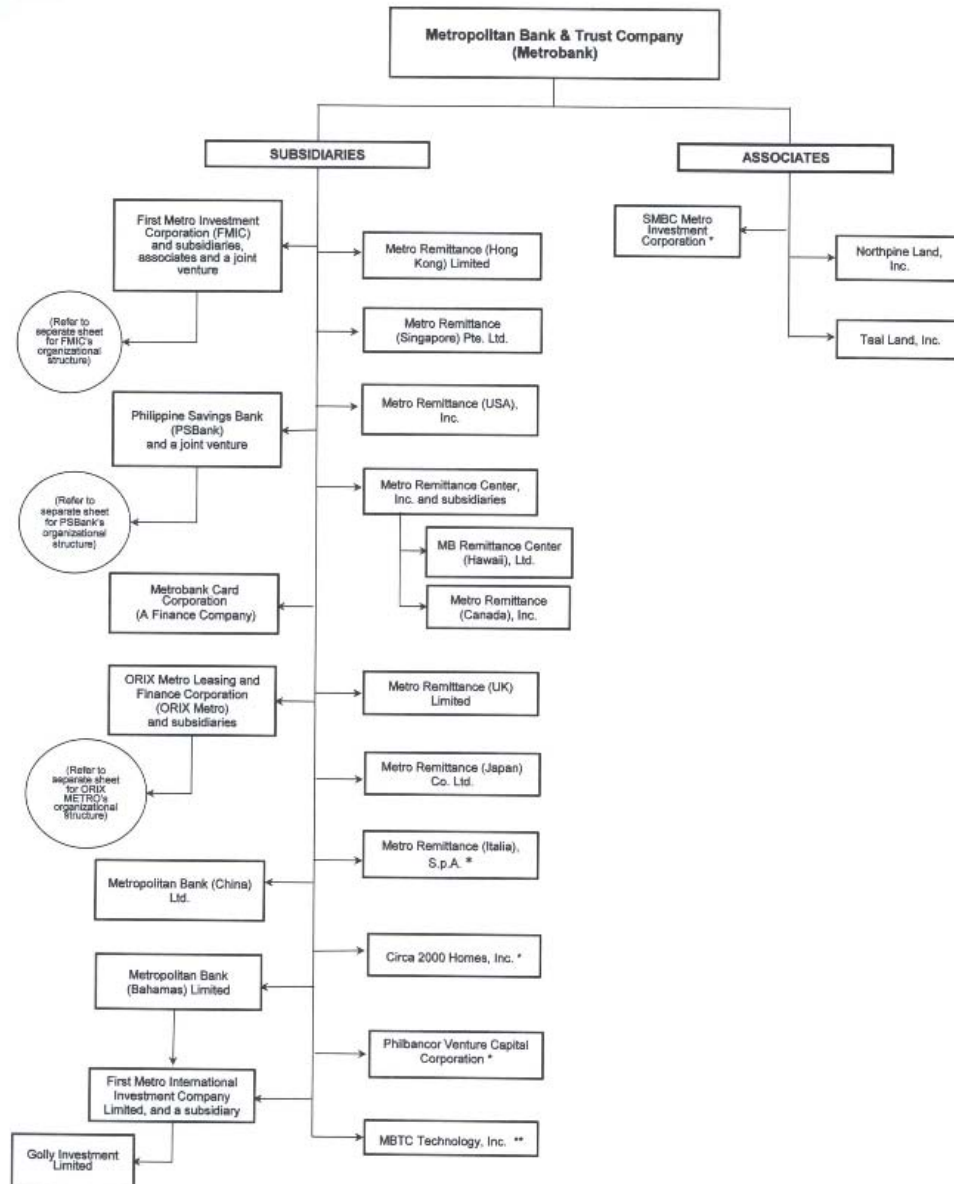 Metropolitan Bank & Trust Company
(Metrobank)
SUBSIDIARIES
ASSOCIATES
First Metro Investment
Corporation (FMIC)
and subsidiaries,
associates and a joint
venture
(Refer to
separate sheet
for FMIC's
organizational
structure)
Philippine Savings Bank
(PSBank)
and a joint venture
(Refer to
separate sheet
for PSBank's
organizational
structure)
Metrobank Card
Corporation
(A Finance Company)
ORIX Metro Leasing and
Finance Corporation
(ORIX Metro)
and subsidiaries
(Refer to
separate sheet
for ORIX
METRO's
organizational
structure)
Metropolitan Bank (China)
Ltd.
Metropolitan Bank
(Bahamas) Limited
First Metro International
Investment Company
Limited, and a subsidiary
Golly Investment
Limited
Metro Remittance (Hong
Kong) Limited
Metro Remittance
(Singapore) Pte. Ltd.
Metro Remittance (USA),
Inc.
Metro Remittance Center,
Inc. and subsidiaries
MB Remittance Center
(Hawaii), Ltd.
Metro Remittance
(Canada), Inc.
Metro Remittance (UK)
Limited
Metro Remittance (Japan)
Co. Ltd.
Metro Remittance (Italia),
S.p.A. *
Circa 2000 Homes, Inc. *
Philbancor Venture Capital
Corporation *
MBTC Technology, Inc. **
SMBC Metro
Investment
Corporation *
Northpine Land,
Inc.
Taal Land, Inc.